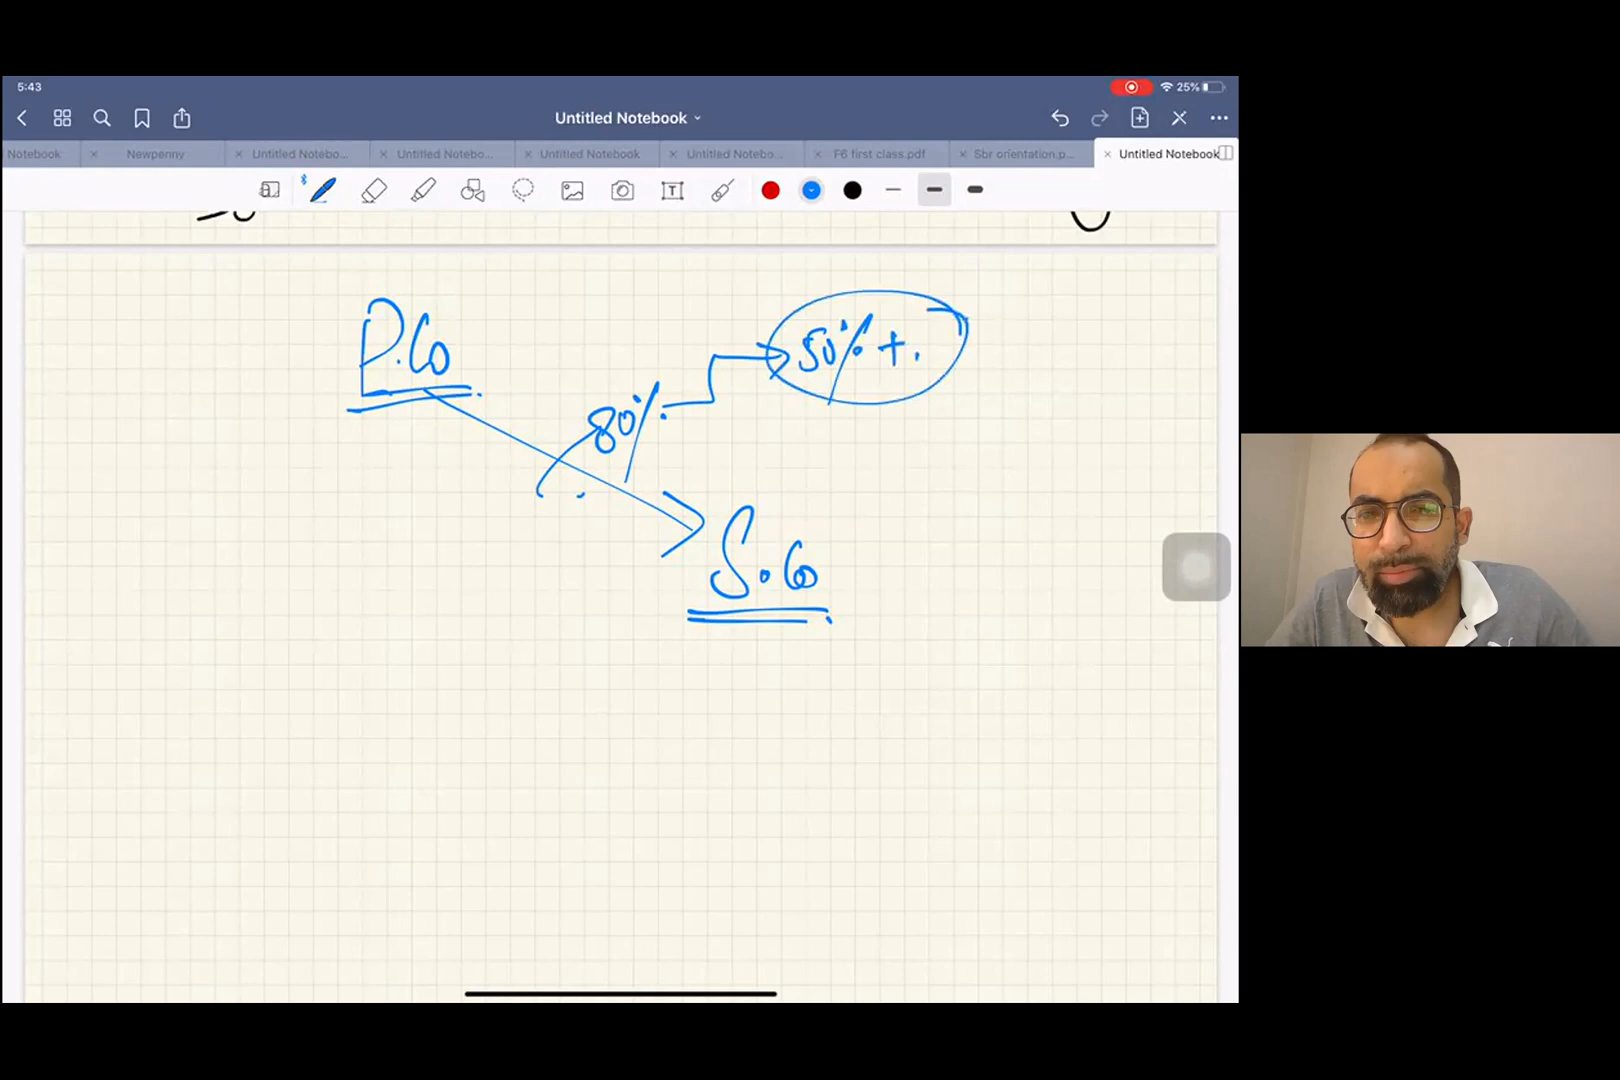 5:43
25%
Untitled Notebook
Notebook
Newpenny
Untitled Notebo...
Untitled Notebo...
Untitled Notebook
Untitled Notebo...
F6 first class.pdf
Sbr orientation.p...
Untitled Notebook
T
P.Co
50% +.
80%
S.Co